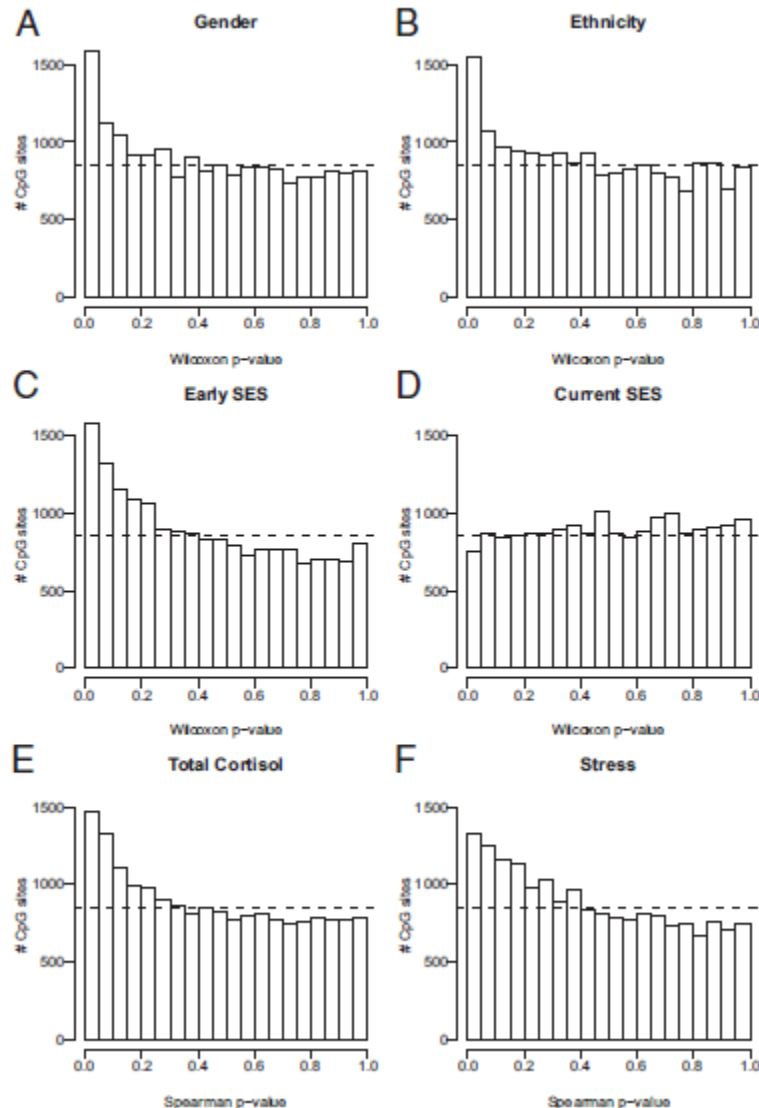 A
Gender
# CpG sites
1500
1000
500
0
0.0 0.2 0.4 0.6 0.8 1.0
Wilcoxon p-value
B
Ethnicity
# CpG sites
1500
1000
500
0
0.0 0.2 0.4 0.6 0.8 1.0
Wilcoxon p-value
C
Early SES
# CpG sites
1500
1000
500
0
0.0 0.2 0.4 0.6 0.8 1.0
Wilcoxon p-value
D
Current SES
# CpG sites
1500
1000
500
0
0.0 0.2 0.4 0.6 0.8 1.0
Wilcoxon p-value
E
Total Cortisol
# CpG sites
1500
1000
500
0
0.0 0.2 0.4 0.6 0.8 1.0
Spearman p-value
F
Stress
# CpG sites
1500
1000
500
0
0.0 0.2 0.4 0.6 0.8 1.0
Spearman p-value